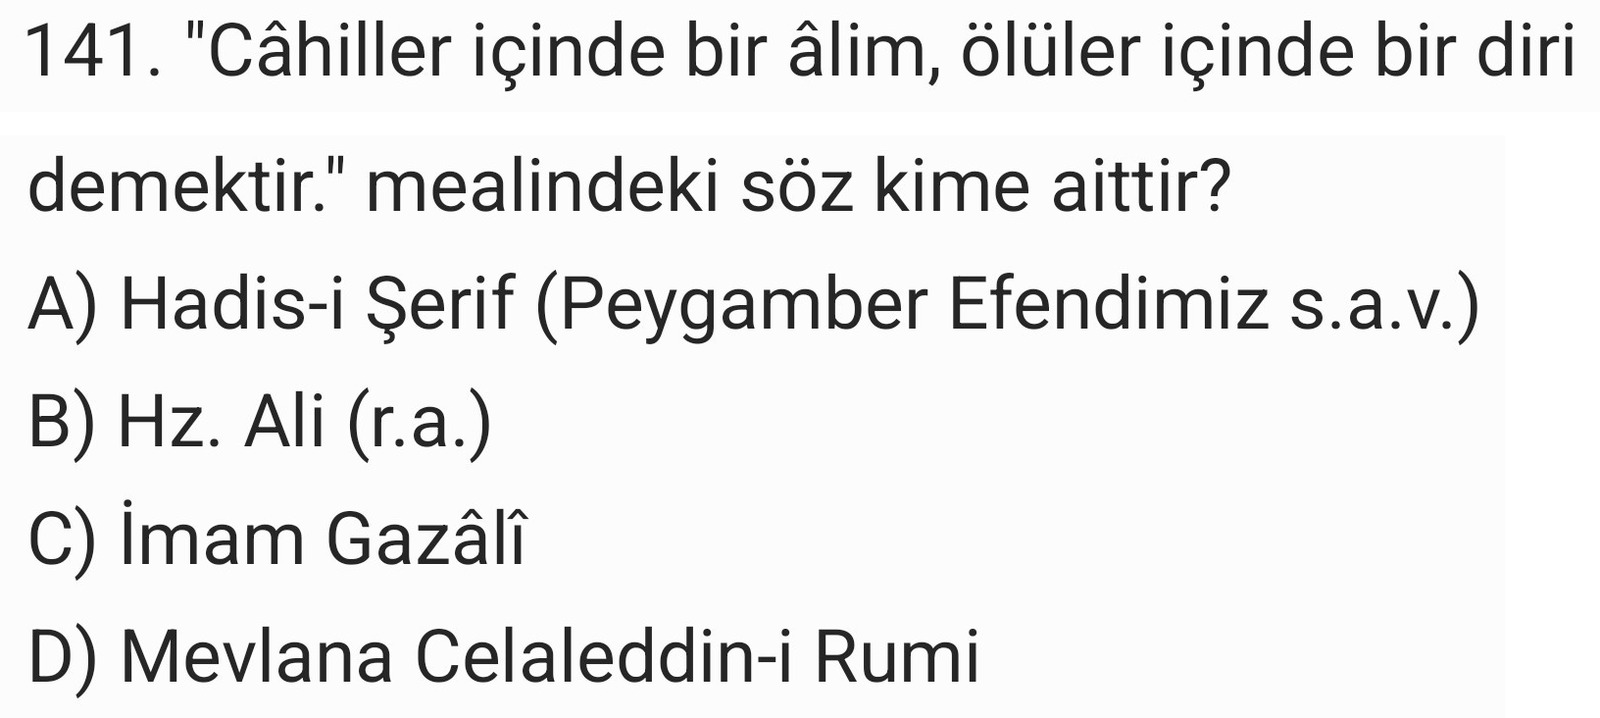 141. "Câhiller içinde bir âlim, ölüler içinde bir diri
demektir." mealindeki söz kime aittir?
A) Hadis-i Şerif (Peygamber Efendimiz s.a.v.)
B) Hz. Ali (r.a.)
C) İmam Gazâlî
D) Mevlana Celaleddin-i Rumi